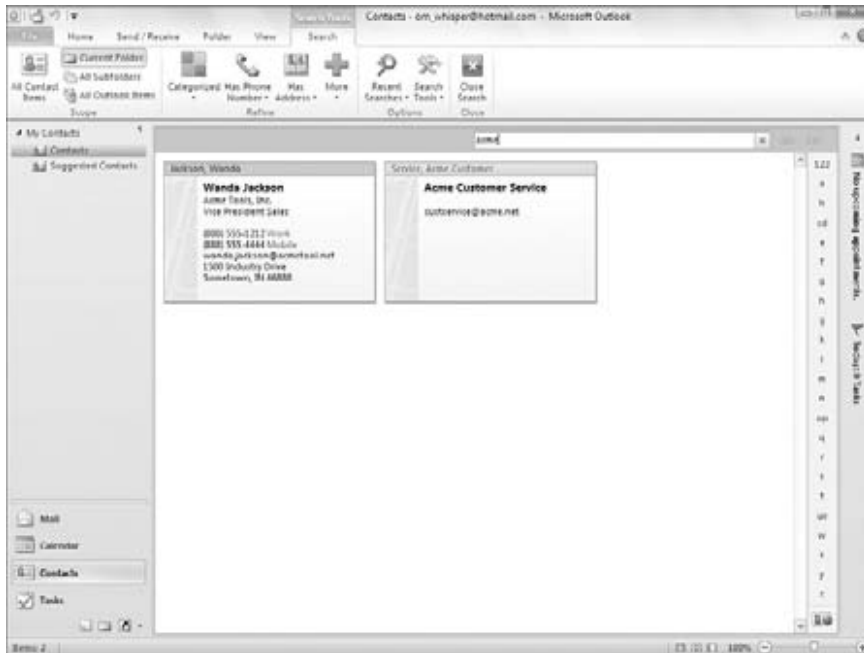 Search Tools
Contacts - om_whisper@hotmail.com - Microsoft Outlook
File Home Send / Receive Folder View Search
All Contact Items
Current Folder
All Subfolders
All Outlook Items
Scope
Categorized
Has Phone Number
Has Address
More
Refine
Recent Searches
Search Tools
Options
Close Search
Close
My Contacts
Contacts
Suggested Contacts
acme
Jackson, Wanda
Wanda Jackson
Acme Tools, Inc.
Vice President Sales
(888) 555-1212 Work
(888) 555-4444 Mobile
wanda.jackson@acmetool.net
1500 Industry Drive
Sometown, IN 46888
Service, Acme Customer
Acme Customer Service
custservice@acme.net
123
a
b
cd
e
f
g
h
k
l
m
n
op
q
r
s
t
uv
w
x
y
z
No upcoming appointments.
Today: 0 Tasks
Mail
Calendar
Contacts
Tasks
Items: 2
100%